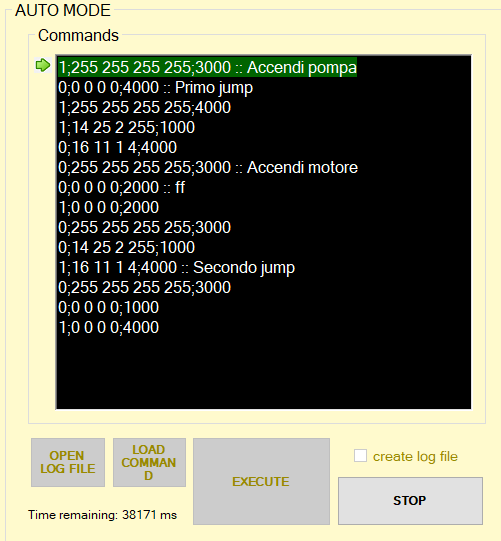 AUTO MODE
Commands
1;255 255 255 255;3000 :: Accendi pompa
0;0 0 0 0;4000 :: Primo jump
1;255 255 255 255;4000
1;14 25 2 255;1000
0;16 11 1 4;4000
0;255 255 255 255;3000 :: Accendi motore
0;0 0 0 0;2000 :: ff
1;0 0 0 0;2000
0;255 255 255 255;3000
0;14 25 2 255;1000
1;16 11 1 4;4000 :: Secondo jump
0;255 255 255 255;3000
0;0 0 0 0;1000
1;0 0 0 0;4000
OPEN
LOG FILE
LOAD
COMMAN
D
EXECUTE
create log file
STOP
Time remaining: 38171 ms